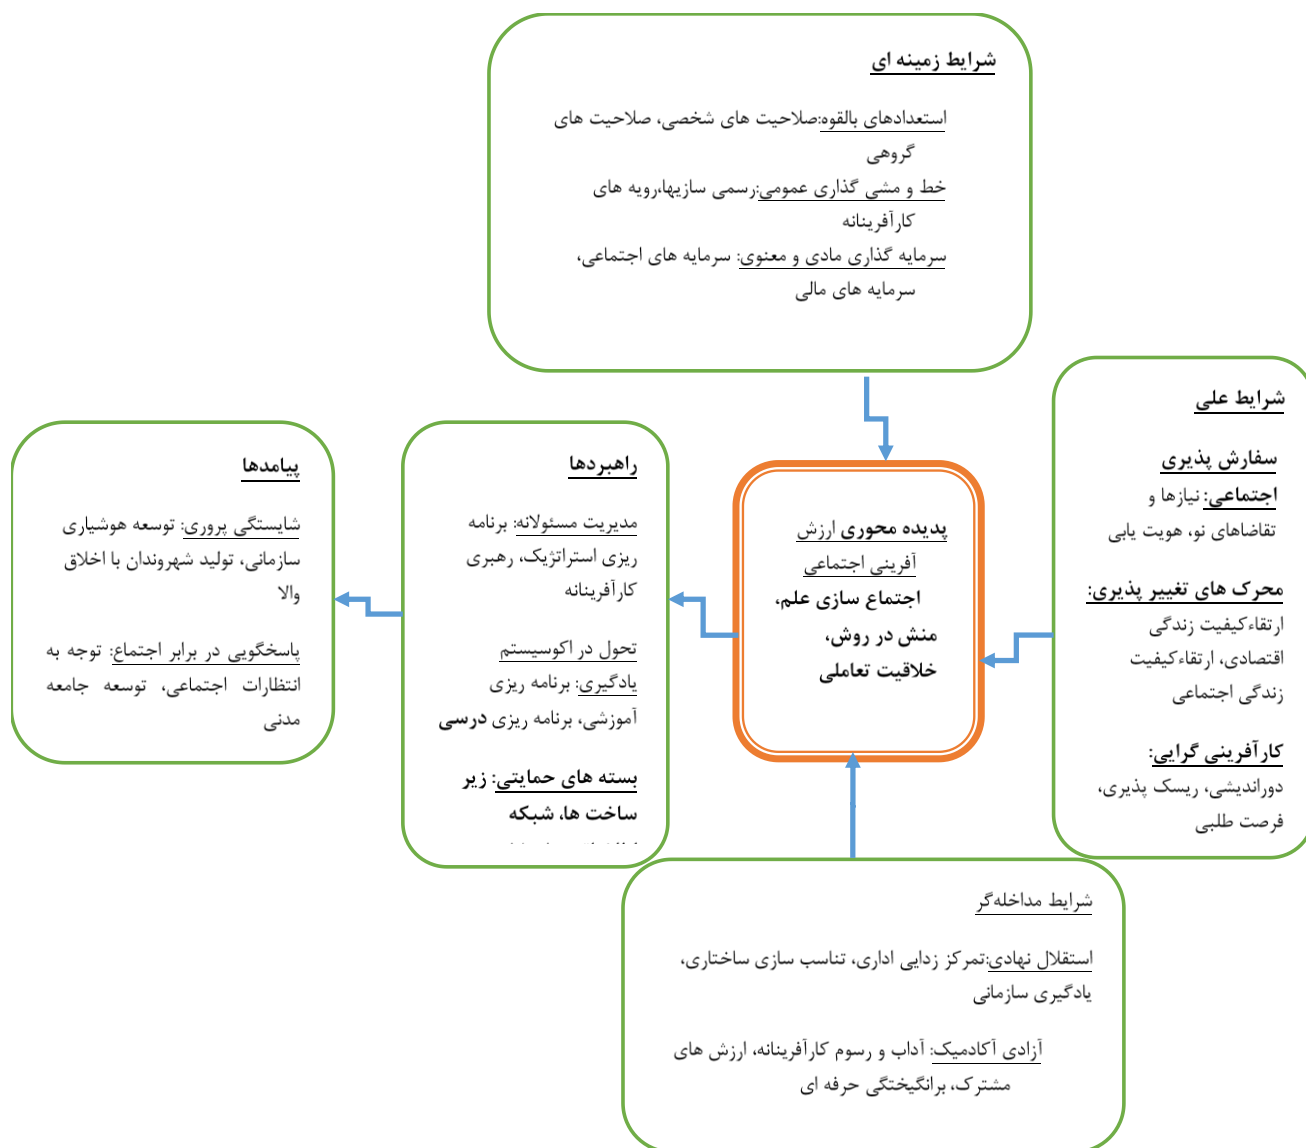 شرایط زمینه ای
استعدادهای بالقوه:صلاحیت های شخصی، صلاحیت های
گروهی
خط و مشی گذاری عمومی:رسمی سازیها،رویه های
کارآفرینانه
سرمایه گذاری مادی و معنوی: سرمایه های اجتماعی،
سرمایه های مالی
شرایط علی
سفارش پذیری
اجتماعی: نیازها و
تقاضاهای نو، هویت یابی
محرک های تغییر پذیری:
ارتقاءکیفیت زندگی
اقتصادی، ارتقاءکیفیت
زندگی اجتماعی
کارآفرینی گرایی:
دوراندیشی، ریسک پذیری،
فرصت طلبی
پدیده محوری ارزش
آفرینی اجتماعی
اجتماع سازی علم،
منش در روش،
خلاقیت تعاملی
راهبردها
مدیریت مسئولانه: برنامه
ریزی استراتژیک، رهبری
کارآفرینانه
تحول در اکوسیستم
یادگیری: برنامه ریزی
آموزشی، برنامه ریزی درسی
بسته های حمایتی: زیر
ساخت ها، شبکه
پیامدها
شایستگی پروری: توسعه هوشیاری
سازمانی، تولید شهروندان با اخلاق
والا
پاسخگویی در برابر اجتماع: توجه به
انتظارات اجتماعی، توسعه جامعه
مدنی
شرایط مداخله‌گر
استقلال نهادی:تمرکز زدایی اداری، تناسب سازی ساختاری،
یادگیری سازمانی
آزادی آکادمیک: آداب و رسوم کارآفرینانه، ارزش های
مشترک، برانگیختگی حرفه ای